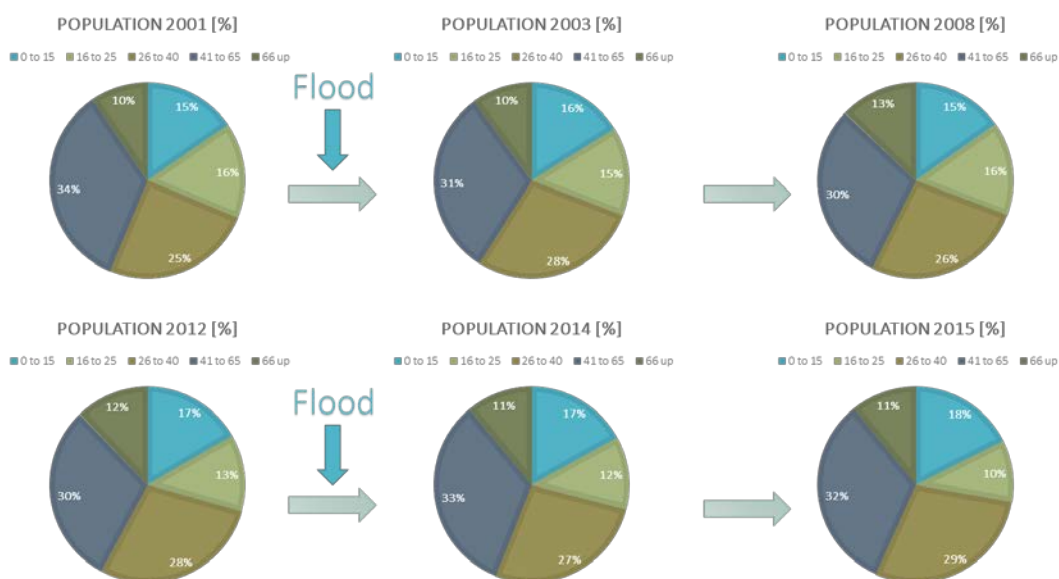 POPULATION 2001 [%]
0 to 15 16 to 25 26 to 40 41 to 65 66 up
10%
15%
16%
34%
25%
Flood
POPULATION 2003 [%]
0 to 15 16 to 25 26 to 40 41 to 65 66 up
10%
16%
15%
31%
28%
POPULATION 2008 [%]
0 to 15 16 to 25 26 to 40 41 to 65 66 up
13%
15%
16%
30%
26%
POPULATION 2012 [%]
0 to 15 16 to 25 26 to 40 41 to 65 66 up
12%
17%
13%
30%
28%
Flood
POPULATION 2014 [%]
0 to 15 16 to 25 26 to 40 41 to 65 66 up
11%
17%
12%
33%
27%
POPULATION 2015 [%]
0 to 15 16 to 25 26 to 40 41 to 65 66 up
11%
18%
10%
32%
29%